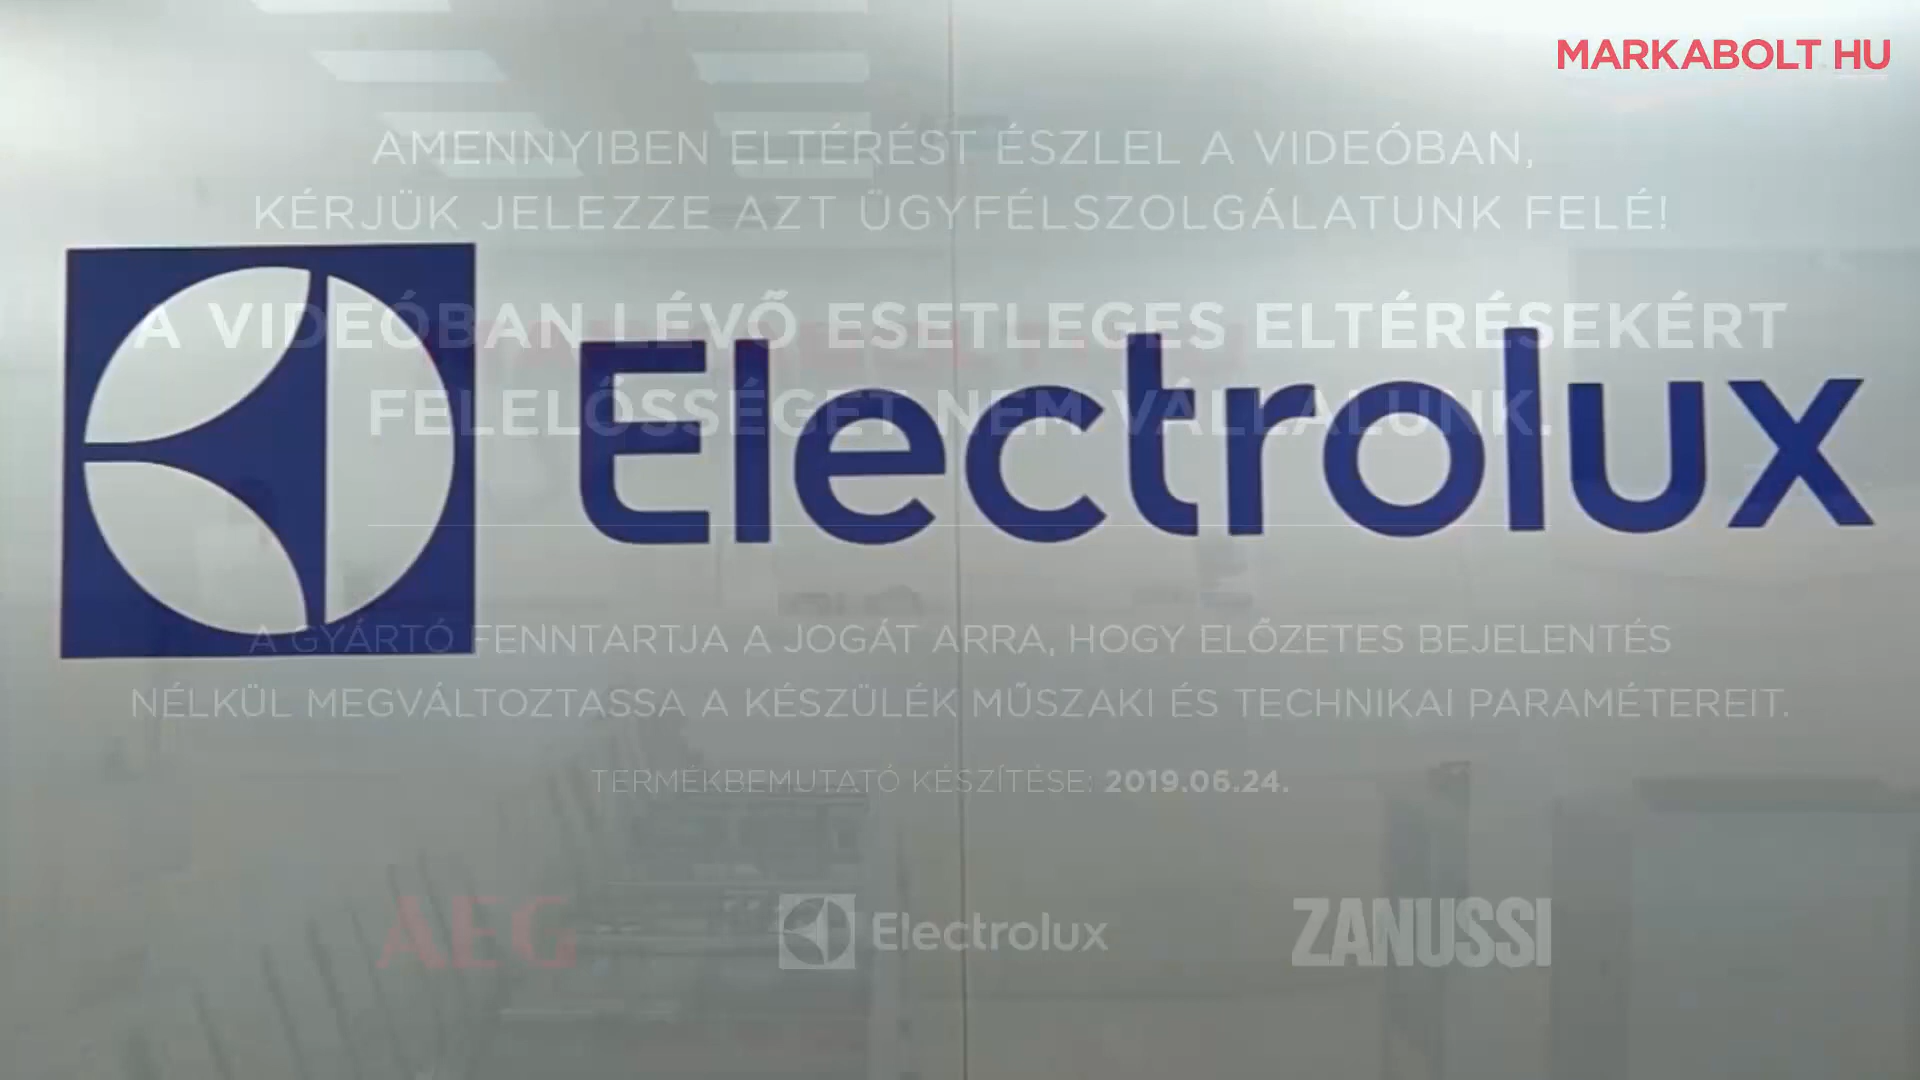 MARKABOLT HU
AMENNYIBEN ELTÉRÉST ÉSZLEL A VIDEÓBAN,
KÉRJÜK JELEZZE AZT ÜGYFÉLSZOLGÁLATUNK FELÉ!
A VIDEÓBAN LÉVŐ ESETLEGES ELTÉRÉSEKÉRT
FELELŐSSÉGET NEM VÁLLALUNK.
Electrolux
A GYÁRTÓ FENNTARTJA A JOGÁT ARRA, HOGY ELŐZETES BEJELENTÉS
NÉLKÜL MEGVÁLTOZTASSA A KÉSZÜLÉK MŰSZAKI ÉS TECHNIKAI PARAMÉTEREIT.
TERMÉKBEMUTATÓ KÉSZÍTÉSE: 2019.06.24.
AEG
Electrolux
ZANUSSI